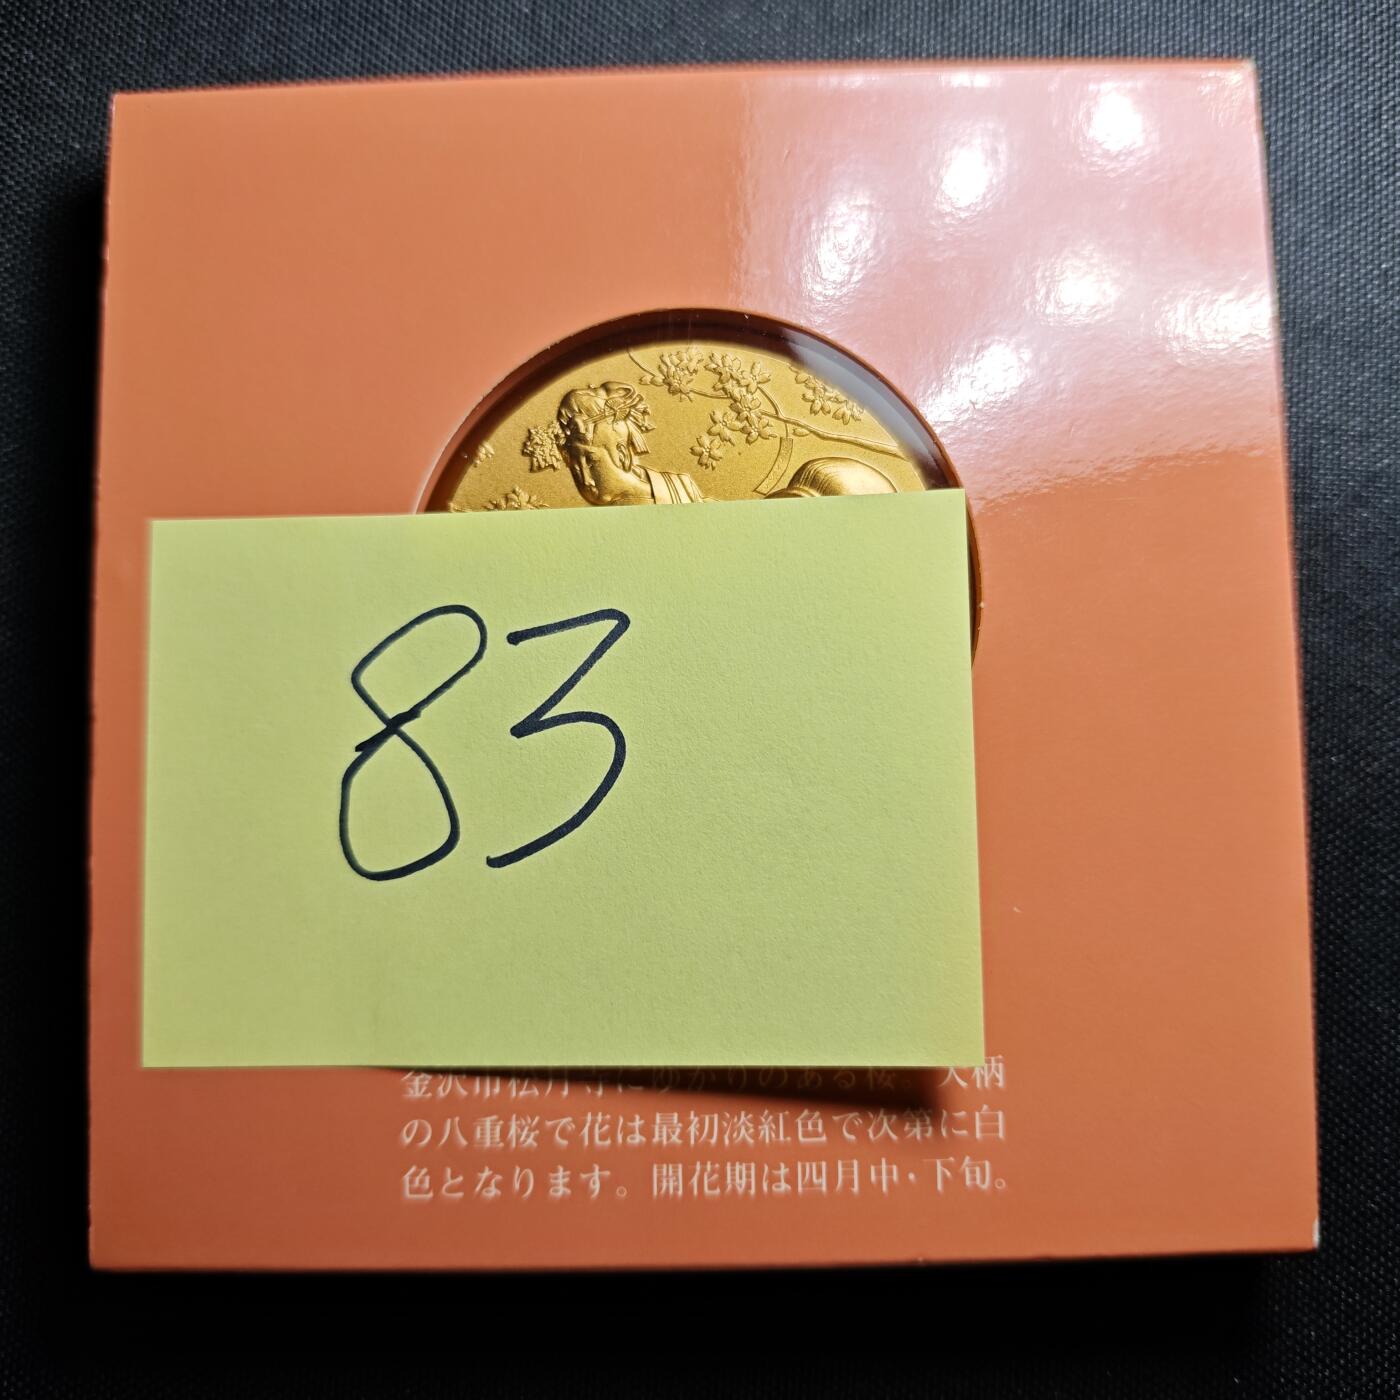 83
金沢市松月寺にゆかりのある桜。大柄
の八重桜で花は最初淡紅色で次第に白
色となります。開花期は四月中・下旬。